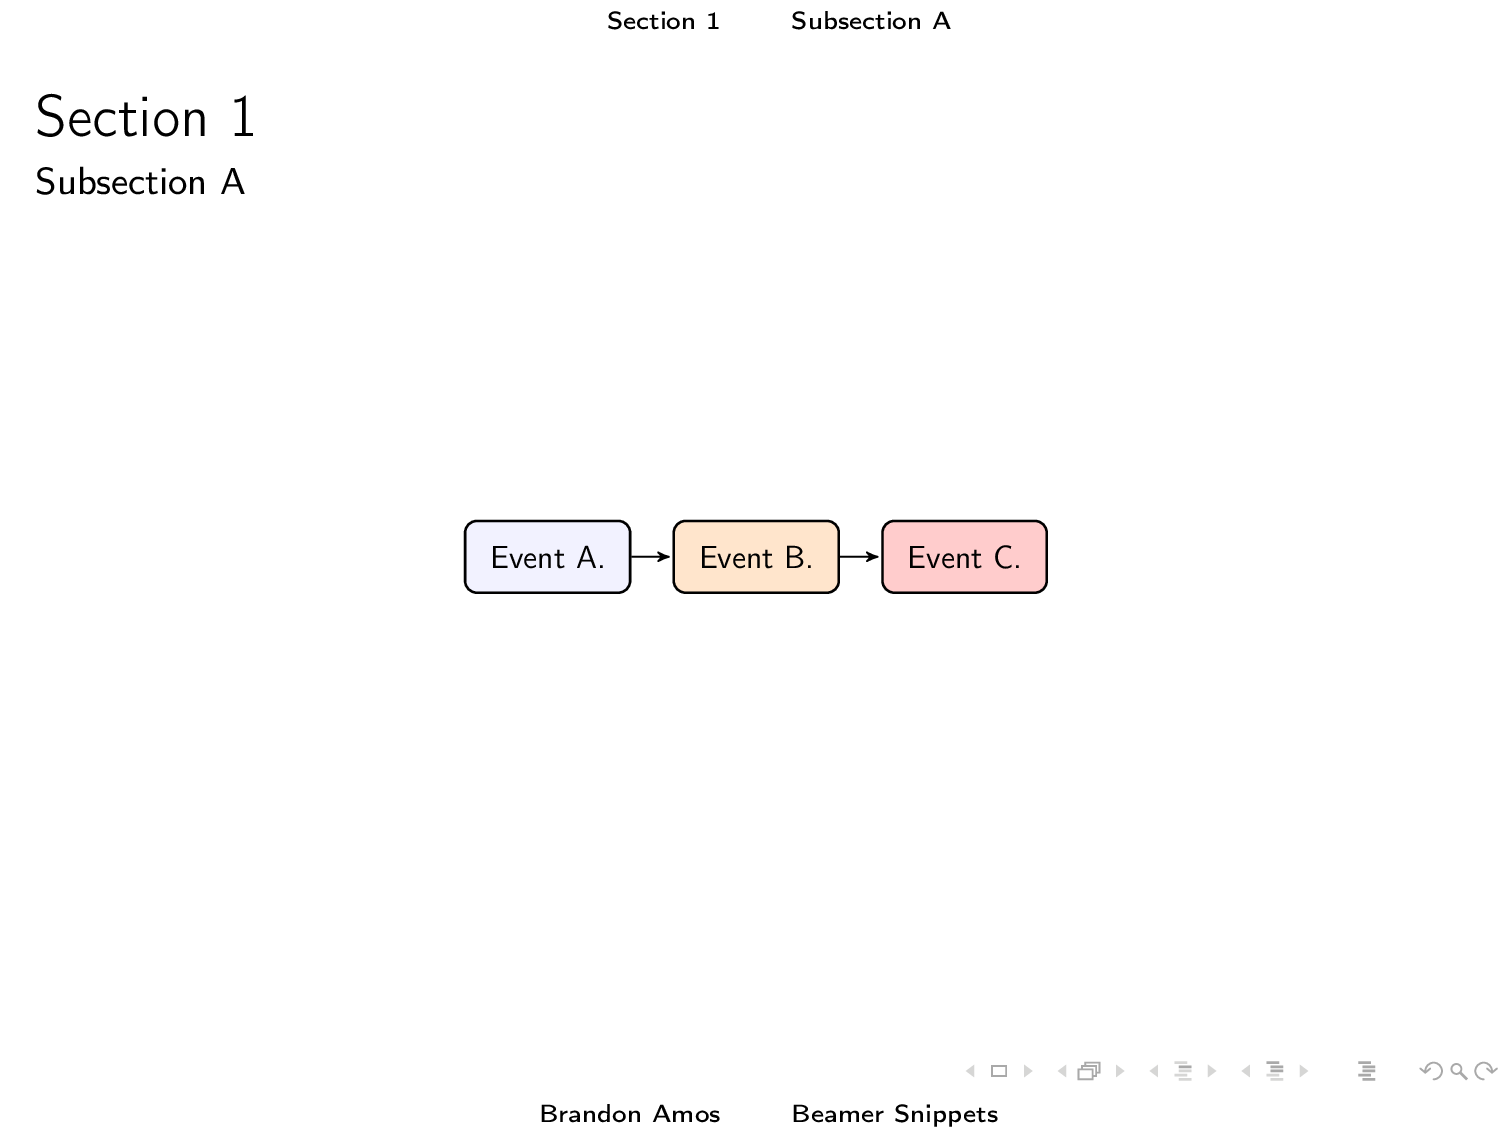 Section 1 Subsection A
Section 1
Subsection A
Event A. Event B. Event C.
Brandon Amos Beamer Snippets